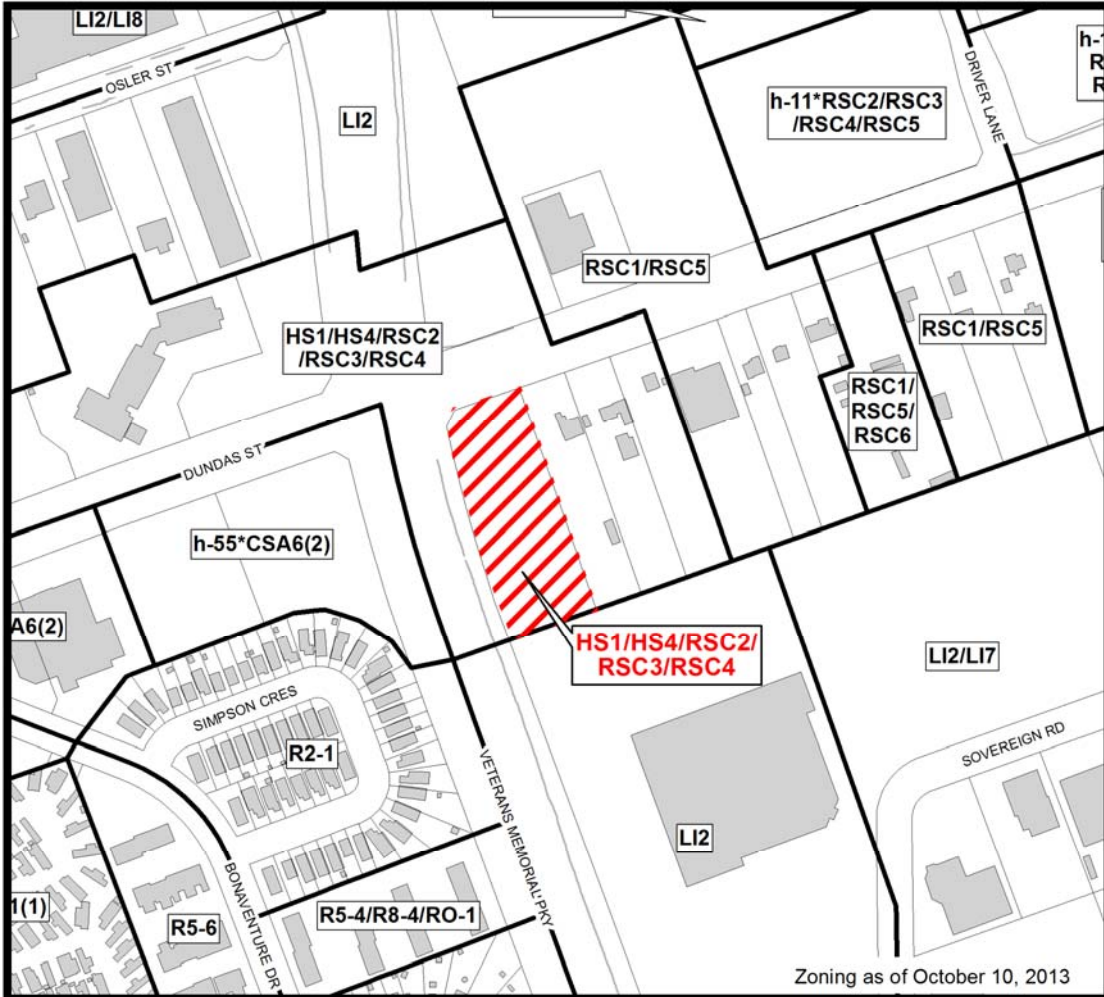 LI2/LI8
OSLER ST
LI2
h-11*RSC2/RSC3
/RSC4/RSC5
DRIVER LANE
RSC1/RSC5
HS1/HS4/RSC2
/RSC3/RSC4
RSC1/RSC5
RSC1/
RSC5/
RSC6
DUNDAS ST
h-55*CSA6(2)
A6(2)
HS1/HS4/RSC2/
RSC3/RSC4
LI2/LI7
SIMPSON CRES
R2-1
VETERANS MEMORIAL PKY
SOVEREIGN RD
LI2
BONAVENTURE DR
1(1)
R5-6
R5-4/R8-4/RO-1
Zoning as of October 10, 2013